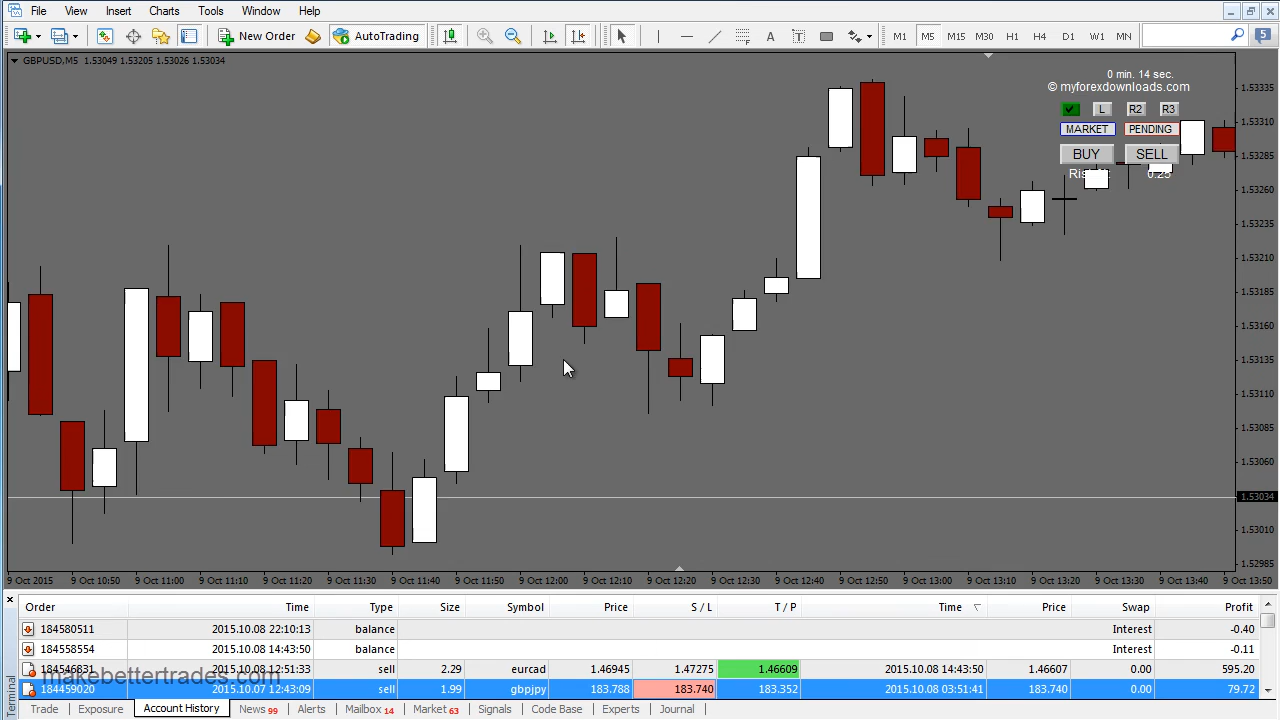 File View Insert Charts Tools Window Help
New Order AutoTrading A T M1 M5 M15 M30 H1 H4 D1 W1 MN 5
GBPUSD,M5 1.53049 1.53205 1.53026 1.53034
0 min. 14 sec.
© myforexdownloads.com
L R2 R3
MARKET PENDING
BUY SELL
0.25
1.53335
1.53310
1.53285
1.53260
1.53235
1.53210
1.53185
1.53160
1.53135
1.53110
1.53085
1.53060
1.53034
1.53010
1.52985
9 Oct 2015 9 Oct 10:50 9 Oct 11:00 9 Oct 11:10 9 Oct 11:20 9 Oct 11:30 9 Oct 11:40 9 Oct 11:50 9 Oct 12:00 9 Oct 12:10 9 Oct 12:20 9 Oct 12:30 9 Oct 12:40 9 Oct 12:50 9 Oct 13:00 9 Oct 13:10 9 Oct 13:20 9 Oct 13:30 9 Oct 13:40 9 Oct 13:50
Order Time Type Size Symbol Price S / L T / P Time Price Swap Profit
184580511 2015.10.08 22:10:13 balance Interest -0.40
184558554 2015.10.08 14:43:50 balance Interest -0.11
184546831 2015.10.08 12:51:33 sell 2.29 eurcad 1.46945 1.47275 1.46609 2015.10.08 14:43:50 1.46607 0.00 595.20
makebettertrades.com
184459020 2015.10.07 12:43:09 sell 1.99 gbpjpy 183.788 183.740 183.352 2015.10.08 03:51:41 183.740 0.00 79.72
Terminal
Trade Exposure Account History News 99 Alerts Mailbox 14 Market 63 Signals Code Base Experts Journal